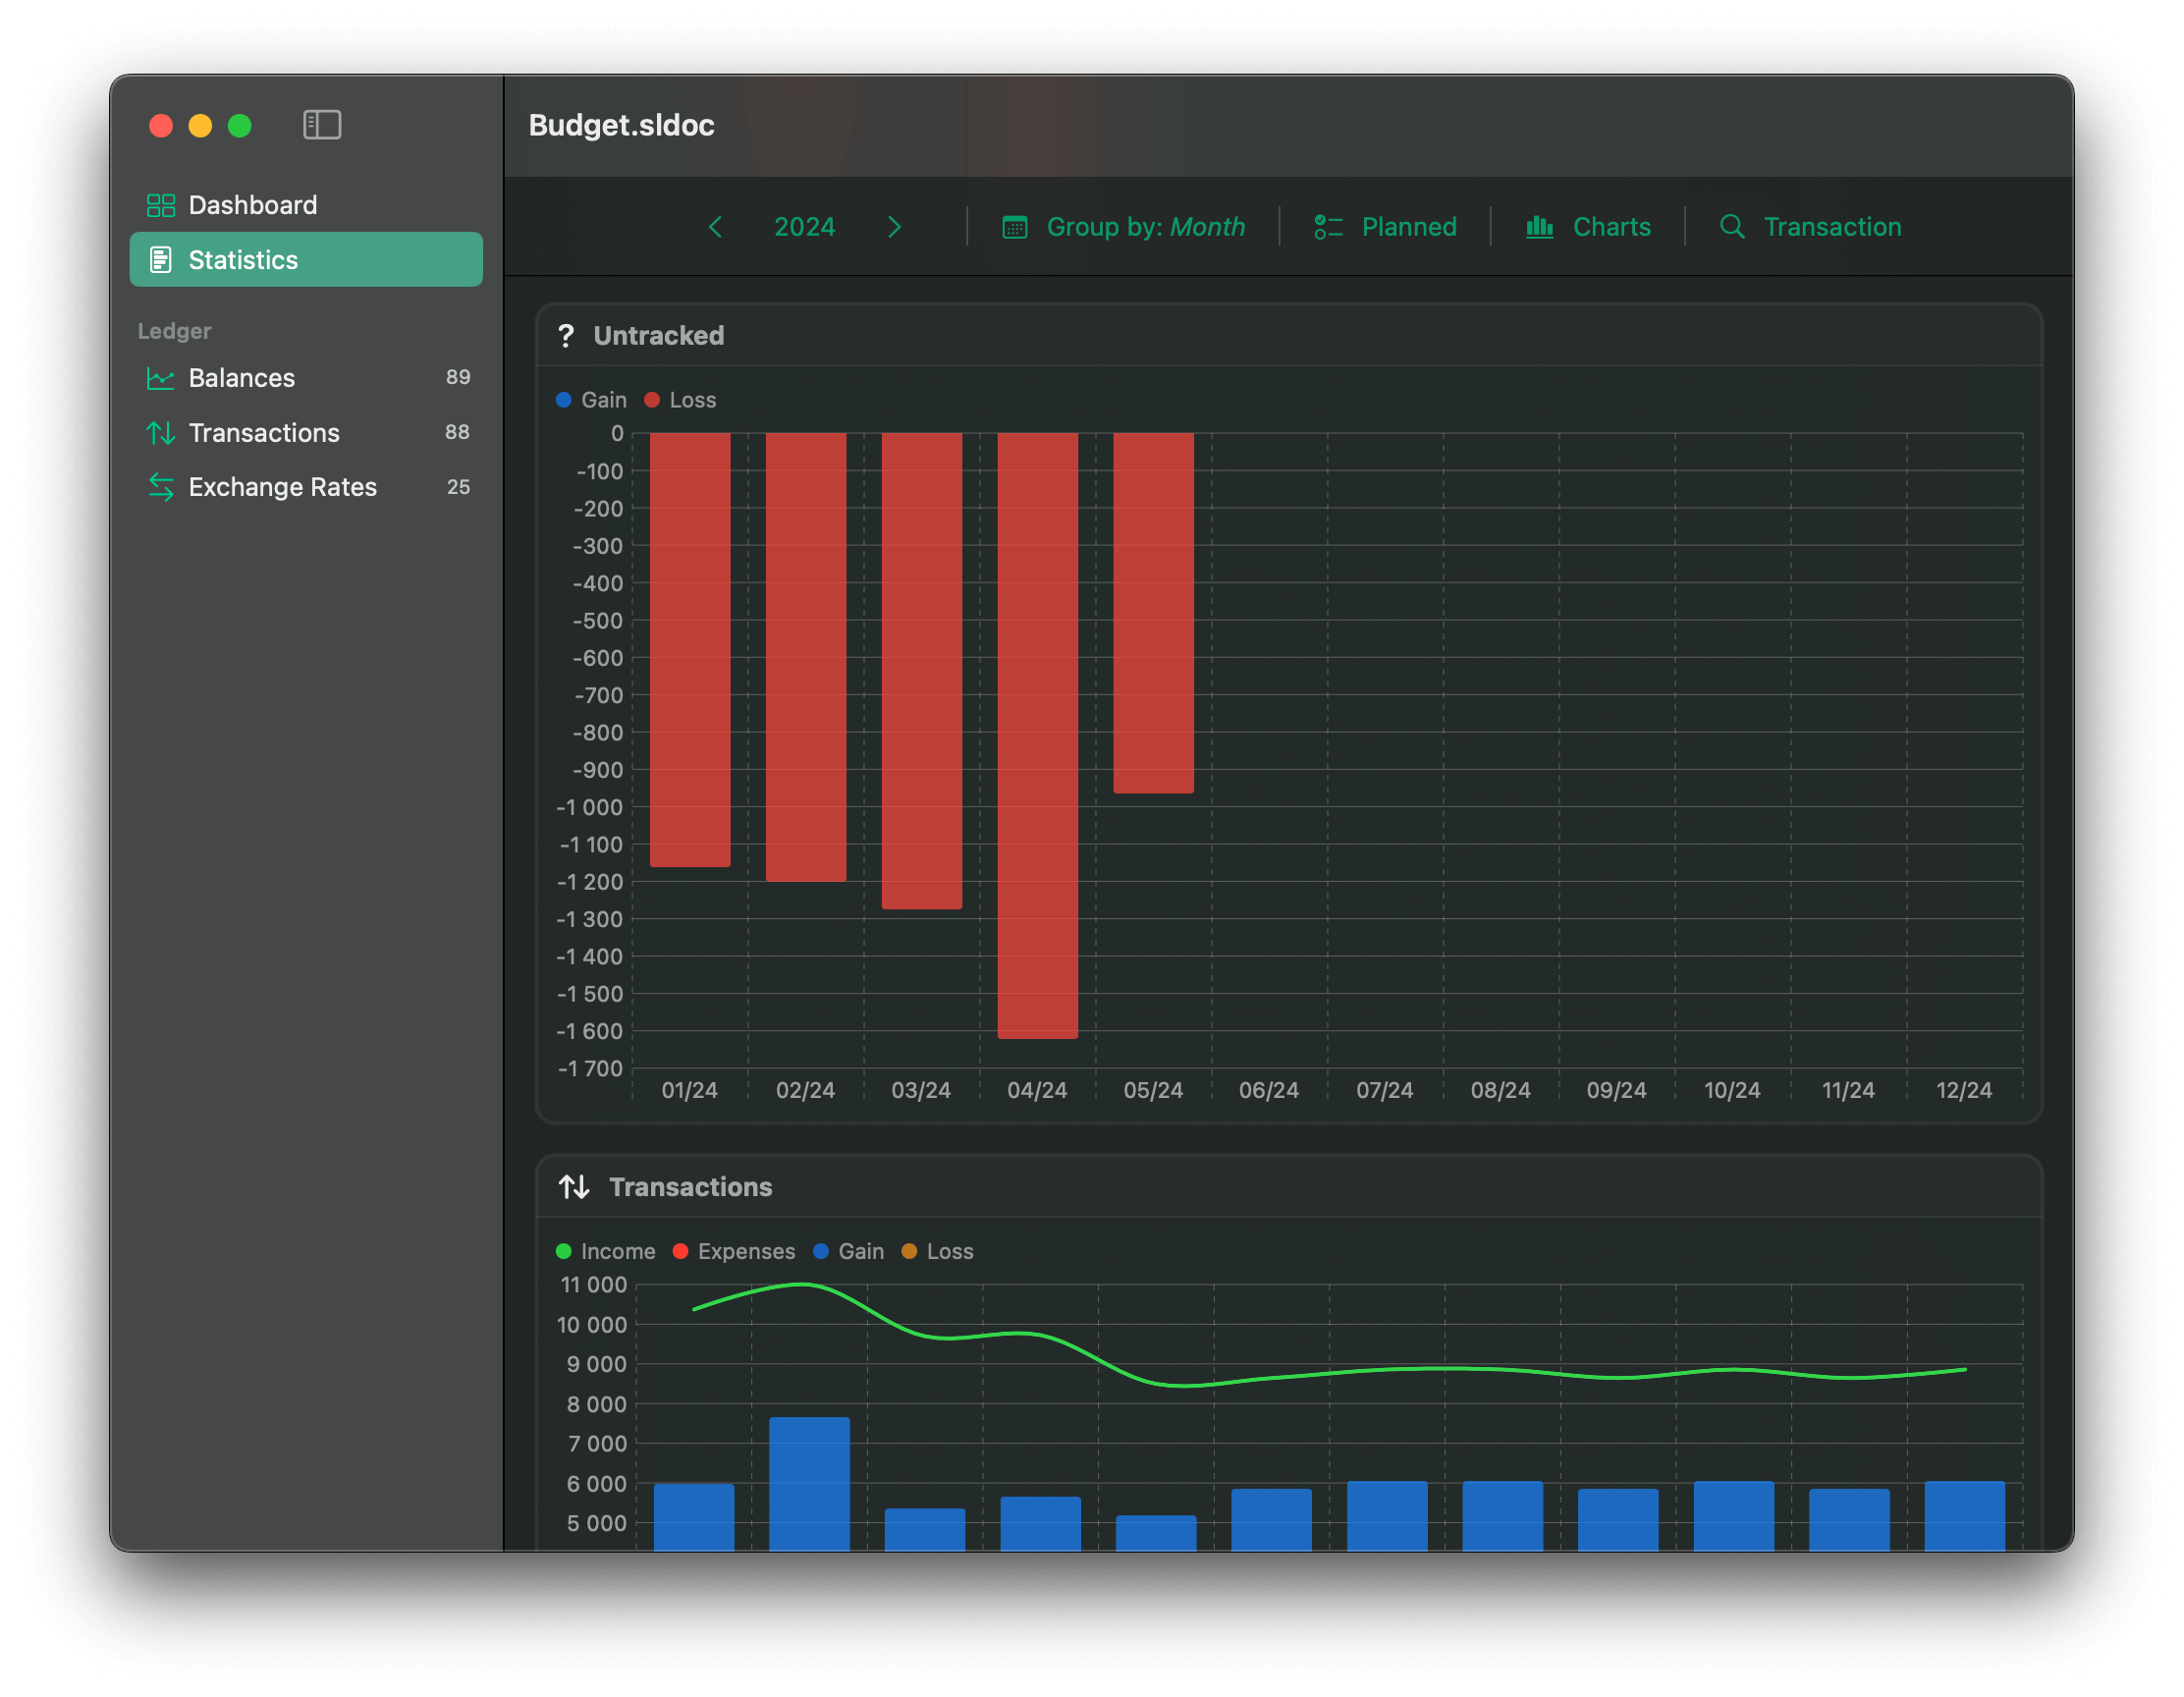 Budget.sldoc
Dashboard
Statistics
Ledger
Balances 89
Transactions 88
Exchange Rates 25
2024 Group by: Month Planned Charts Transaction
? Untracked
Gain Loss
0
-100
-200
-300
-400
-500
-600
-700
-800
-900
-1 000
-1 100
-1 200
-1 300
-1 400
-1 500
-1 600
-1 700
01/24 02/24 03/24 04/24 05/24 06/24 07/24 08/24 09/24 10/24 11/24 12/24
Transactions
Income Expenses Gain Loss
11 000
10 000
9 000
8 000
7 000
6 000
5 000